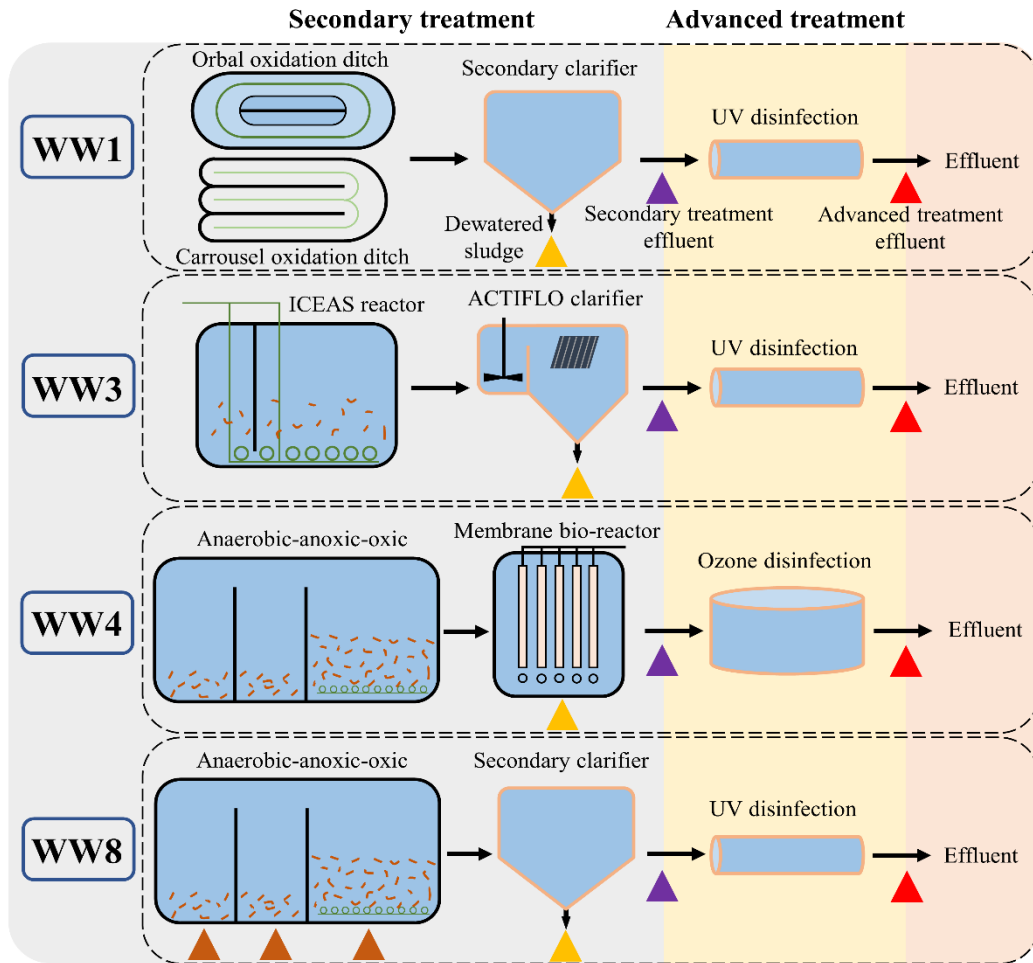 Secondary treatment
Advanced treatment
WW1
Orbal oxidation ditch
Carrousel oxidation ditch
Secondary clarifier
Dewatered
sludge
Secondary treatment
effluent
UV disinfection
Advanced treatment
effluent
Effluent
WW3
ICEAS reactor
ACTIFLO clarifier
UV disinfection
Effluent
WW4
Anaerobic-anoxic-oxic
Membrane bio-reactor
Ozone disinfection
Effluent
WW8
Anaerobic-anoxic-oxic
Secondary clarifier
UV disinfection
Effluent